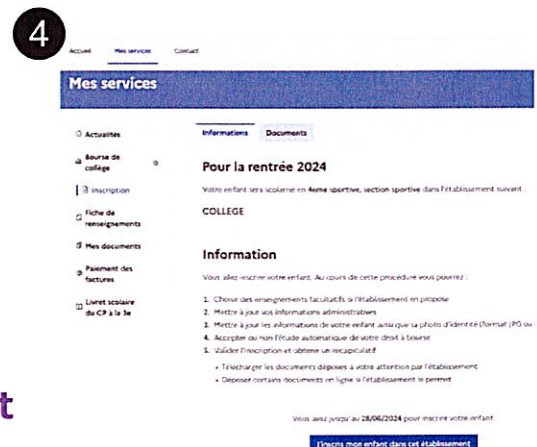 4
Accueil Mes services Contact
Mes services
Actualités
Bourse de
collège
Inscription
Fiche de
renseignements
Mes documents
Paiement des
factures
Livret scolaire
du CP à la 3e
Informations Documents
Pour la rentrée 2024
Votre enfant sera scolarisé en 4eme sportive, section sportive dans l'établissement suivant
COLLEGE
Information
Vous allez inscrire votre enfant. Au cours de cette procédure vous pourrez :
1. Choisir des enseignements facultatifs si l'établissement en propose
2. Mettre à jour vos informations administratives
3. Mettre à jour les informations de votre enfant ainsi que sa photo d'identité (format JPG ou
4. Accepter ou non l'étude automatique de votre droit à bourse
5. Valider l'inscription et obtenir un récapitulatif
• Télécharger les documents déposés à votre attention par l'établissement
• Déposer certains documents en ligne si l'établissement le permet
t
Vous avez jusqu'au 28/06/2024 pour inscrire votre enfant.
J'inscris mon enfant dans cet établissement